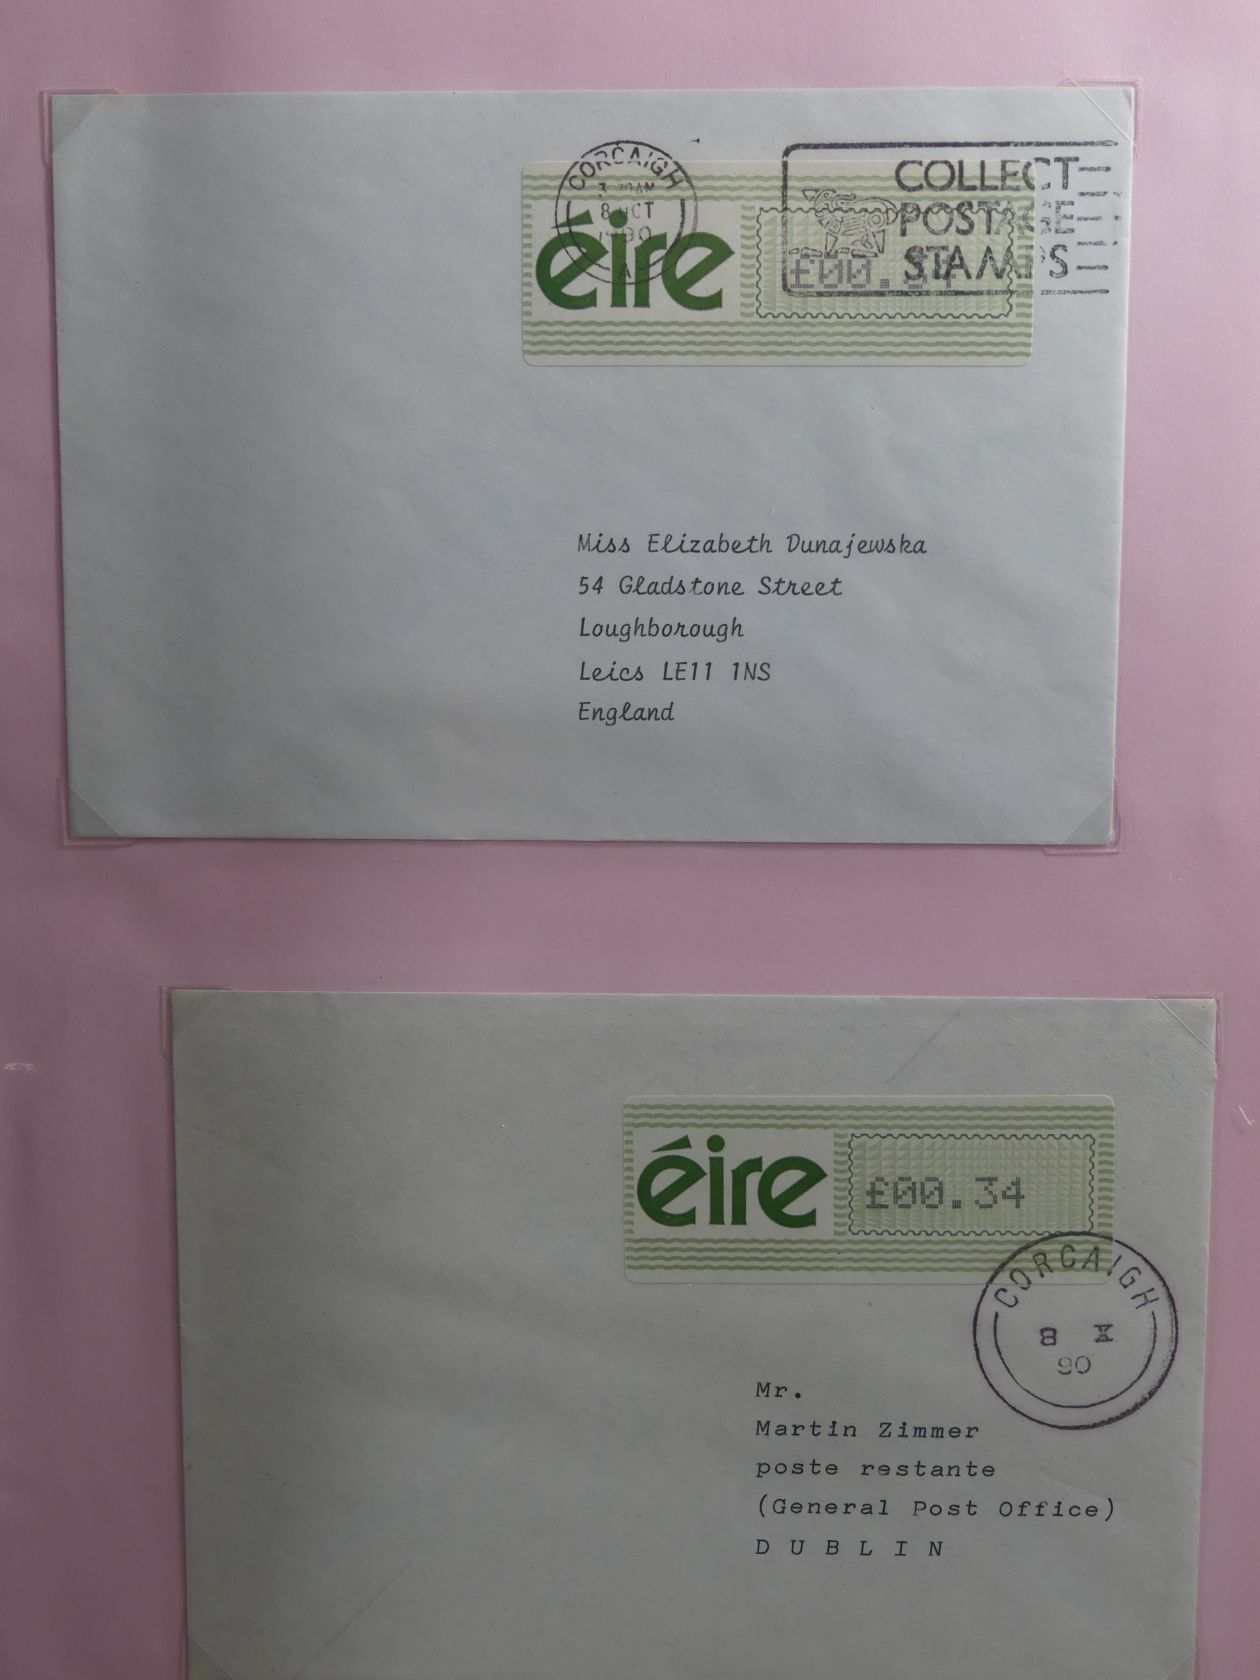 CORCAIGH
8 OCT
1990
A
COLLECT
POSTAGE
STAMPS
éire
Miss Elizabeth Dunajewska
54 Gladstone Street
Loughborough
Leics LE11 1NS
England
éire
£00.34
CORCAIGH
8 X
90
Mr.
Martin Zimmer
poste restante
(General Post Office)
D U B L I N